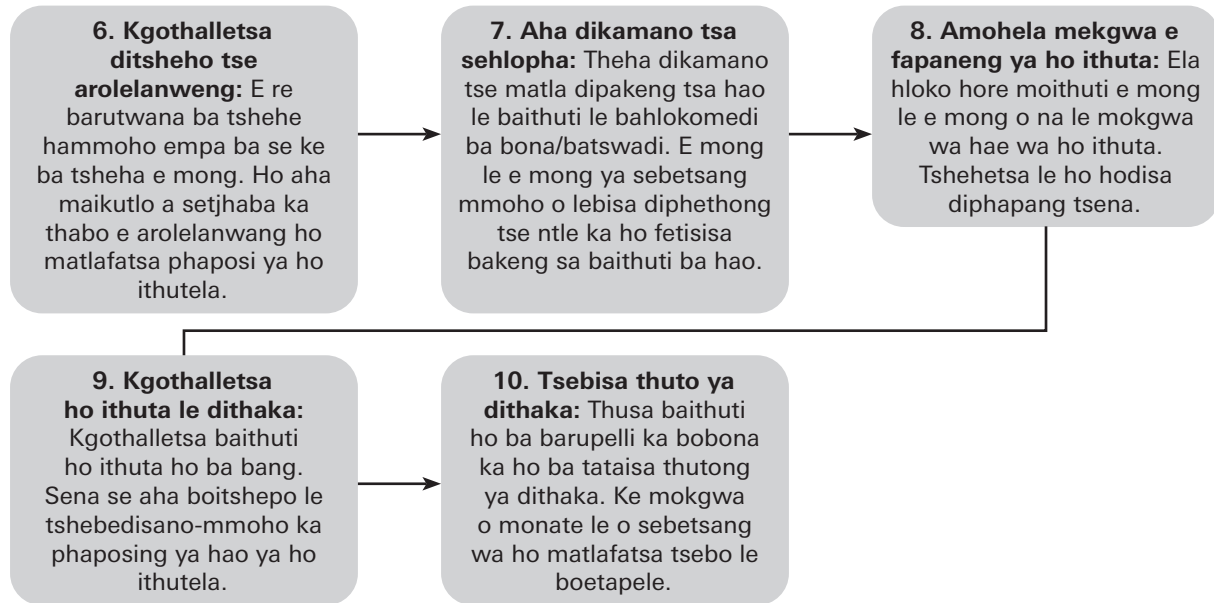 6. Kgothalletsa
ditsheho tse
arolelanweng: E re
barutwana ba tshehe
hammoho empa ba se ke
ba tsheha e mong. Ho aha
maikutlo a setjhaba ka
thabo e arolelanwang ho
matlafatsa phaposi ya ho
ithutela.
7. Aha dikamano tsa
sehlopha: Theha dikamano
tse matla dipakeng tsa hao
le baithuti le bahlokomedi
ba bona/batswadi. E mong
le e mong ya sebetsang
mmoho o lebisa diphethong
tse ntle ka ho fetisisa
bakeng sa baithuti ba hao.
8. Amohela mekgwa e
fapaneng ya ho ithuta: Ela
hloko hore moithuti e mong
le e mong o na le mokgwa
wa hae wa ho ithuta.
Tshehetsa le ho hodisa
diphapang tsena.
9. Kgothalletsa
ho ithuta le dithaka:
Kgothalletsa baithuti
ho ithuta ho ba bang.
Sena se aha boitshepo le
tshebedisano-mmoho ka
phaposing ya hao ya ho
ithutela.
10. Tsebisa thuto ya
dithaka: Thusa baithuti
ho ba barupelli ka bobona
ka ho ba tataisa thutong
ya dithaka. Ke mokgwa
o monate le o sebetsang
wa ho matlafatsa tsebo le
boetapele.